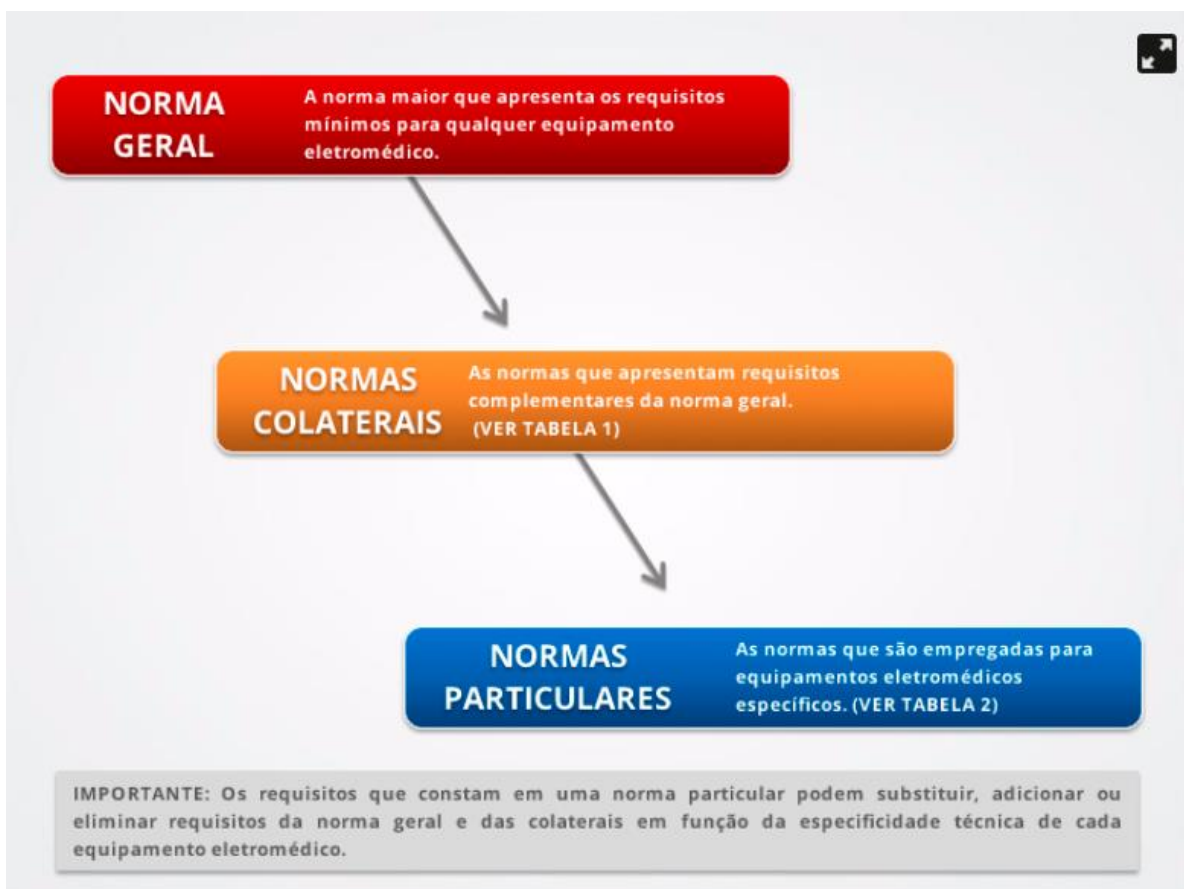 NORMA
GERAL
A norma maior que apresenta os requisitos
mínimos para qualquer equipamento
eletromédico.
NORMAS
COLATERAIS
As normas que apresentam requisitos
complementares da norma geral.
(VER TABELA 1)
NORMAS
PARTICULARES
As normas que são empregadas para
equipamentos eletromédicos
específicos. (VER TABELA 2)
IMPORTANTE: Os requisitos que constam em uma norma particular podem substituir, adicionar ou
eliminar requisitos da norma geral e das colaterais em função da especificidade técnica de cada
equipamento eletromédico.